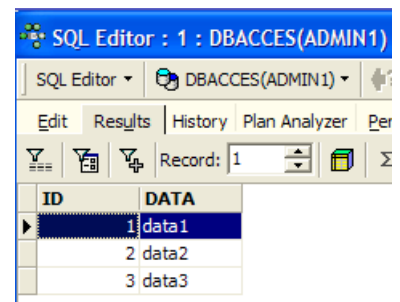 SQL Editor : 1 : DBACCES(ADMIN1)
SQL Editor DBACCES(ADMIN1)
Edit Results History Plan Analyzer
Record: 1 Σ
ID DATA
1 data1
2 data2
3 data3